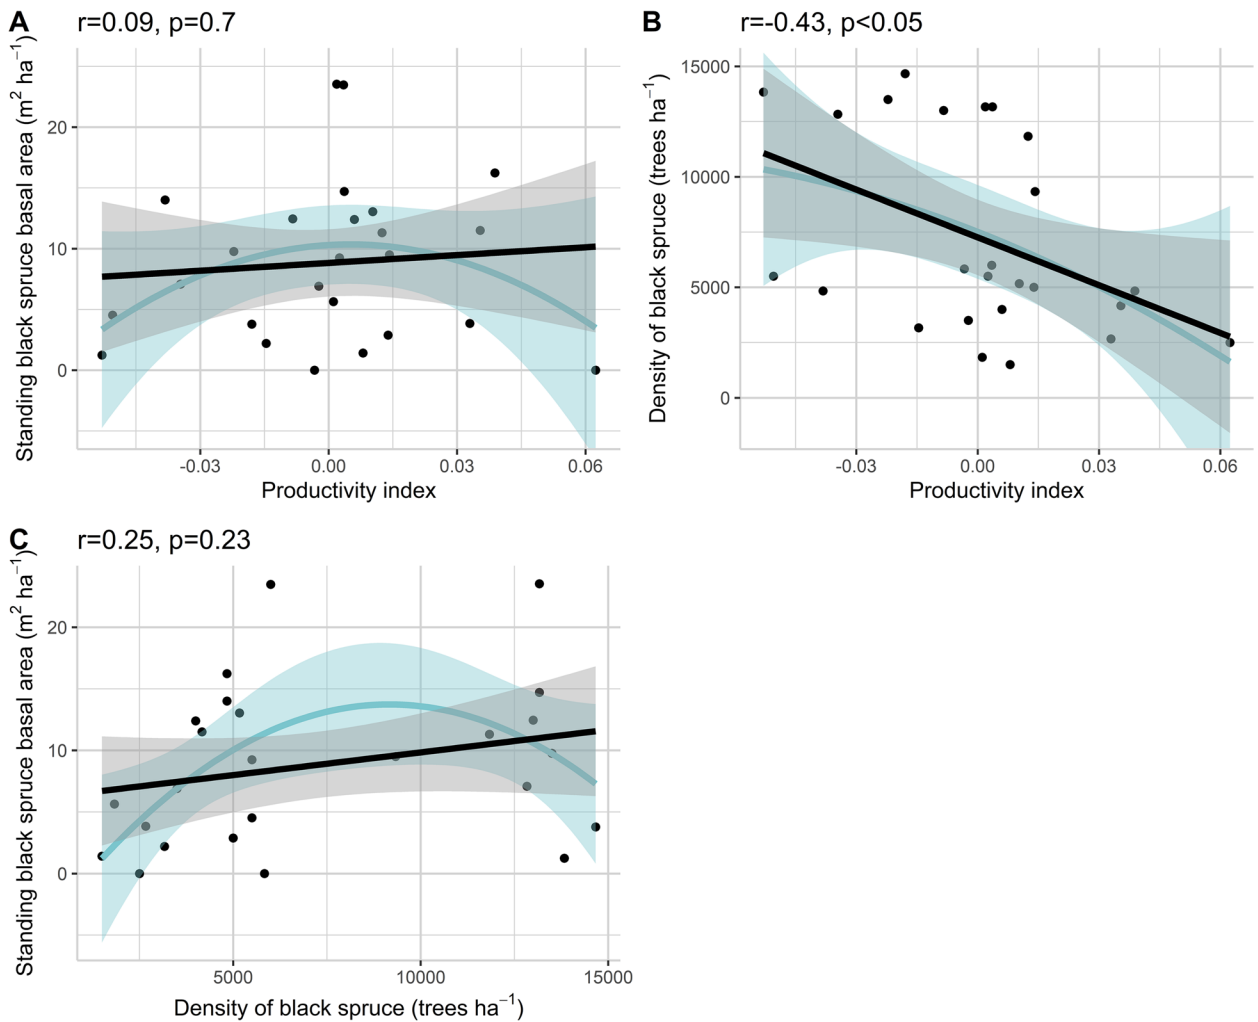 A
r=0.09, p=0.7
Standing black spruce basal area (m² ha⁻¹)
20
10
0
-0.03 0.00 0.03 0.06
Productivity index
B
r=-0.43, p<0.05
Density of black spruce (trees ha⁻¹)
15000
10000
5000
0
-0.03 0.00 0.03 0.06
Productivity index
C
r=0.25, p=0.23
Standing black spruce basal area (m² ha⁻¹)
20
10
0
5000 10000 15000
Density of black spruce (trees ha⁻¹)